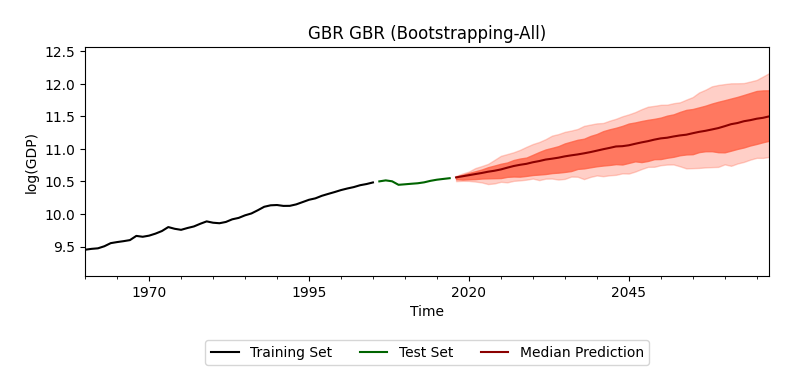 GBR GBR (Bootstrapping-All)
12.5
12.0
11.5
11.0
10.5
10.0
9.5
log(GDP)
1970 1995 2020 2045
Time
Training Set Test Set Median Prediction